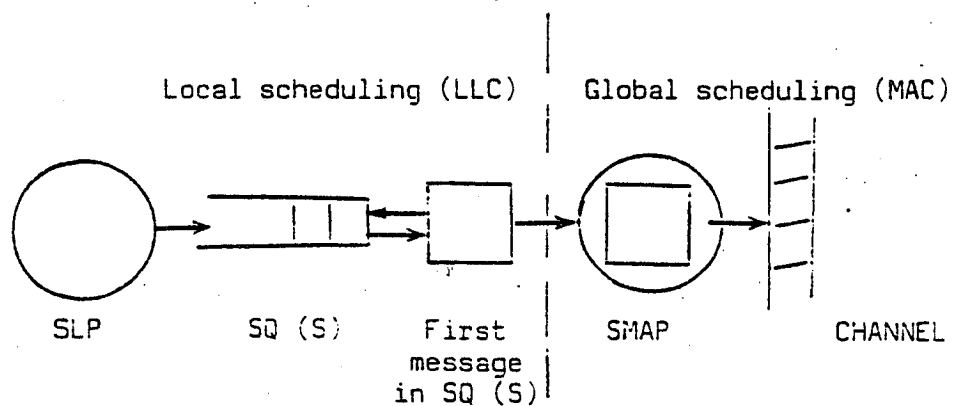 Local scheduling (LLC)
Global scheduling (MAC)
SLP
SQ (S)
First
message
in SQ (S)
SMAP
CHANNEL